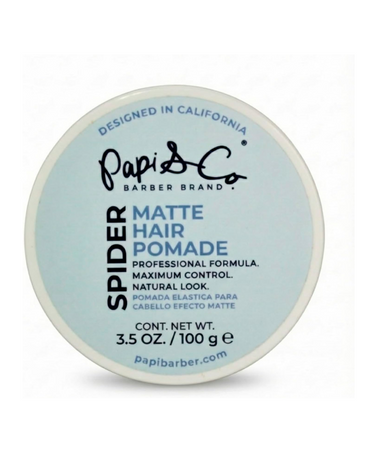 DESIGNED IN CALIFORNIA
Papi & Co®
BARBER BRAND
SPIDER
MATTE
HAIR
POMADE
PROFESSIONAL FORMULA.
MAXIMUM CONTROL.
NATURAL LOOK.
POMADA ELASTICA PARA
CABELLO EFECTO MATTE
CONT. NET WT.
3.5 OZ. / 100 g ℮
papibarber.com